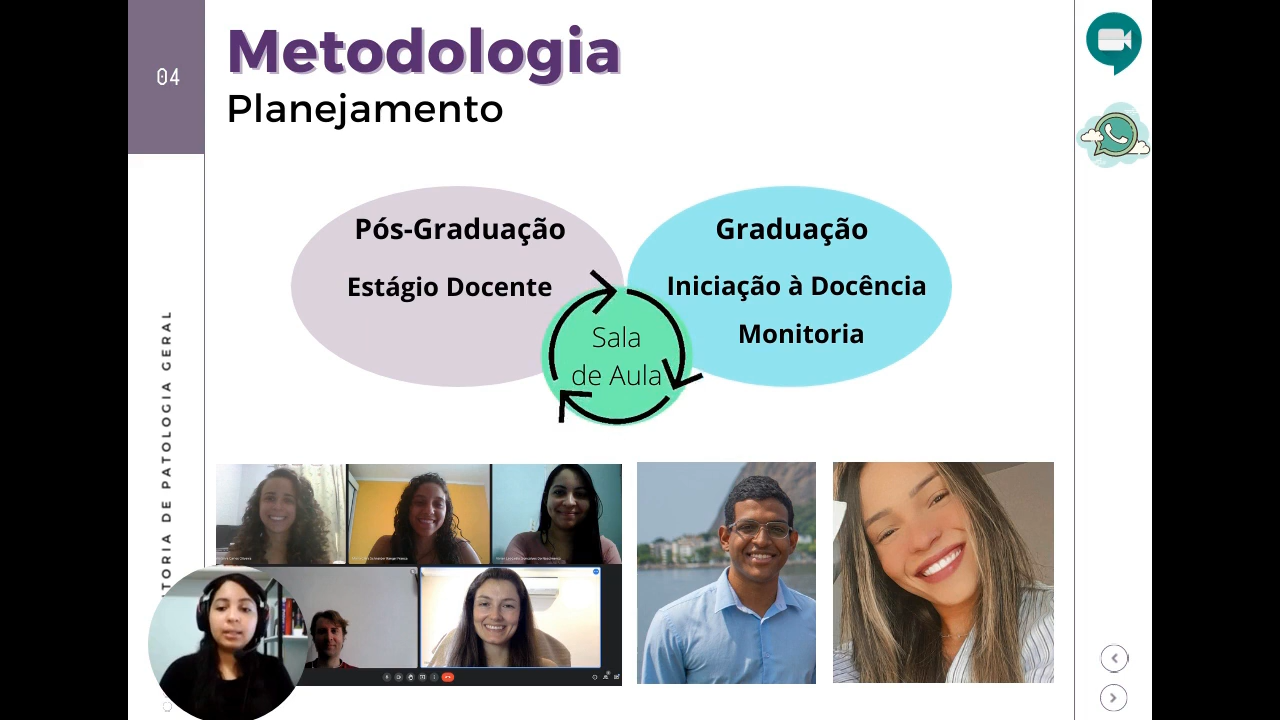 04
Metodologia
Planejamento
Pós-Graduação
Estágio Docente
Graduação
Iniciação à Docência
Monitoria
Sala
de Aula
TORIA DE PATOLOGIA GERAL